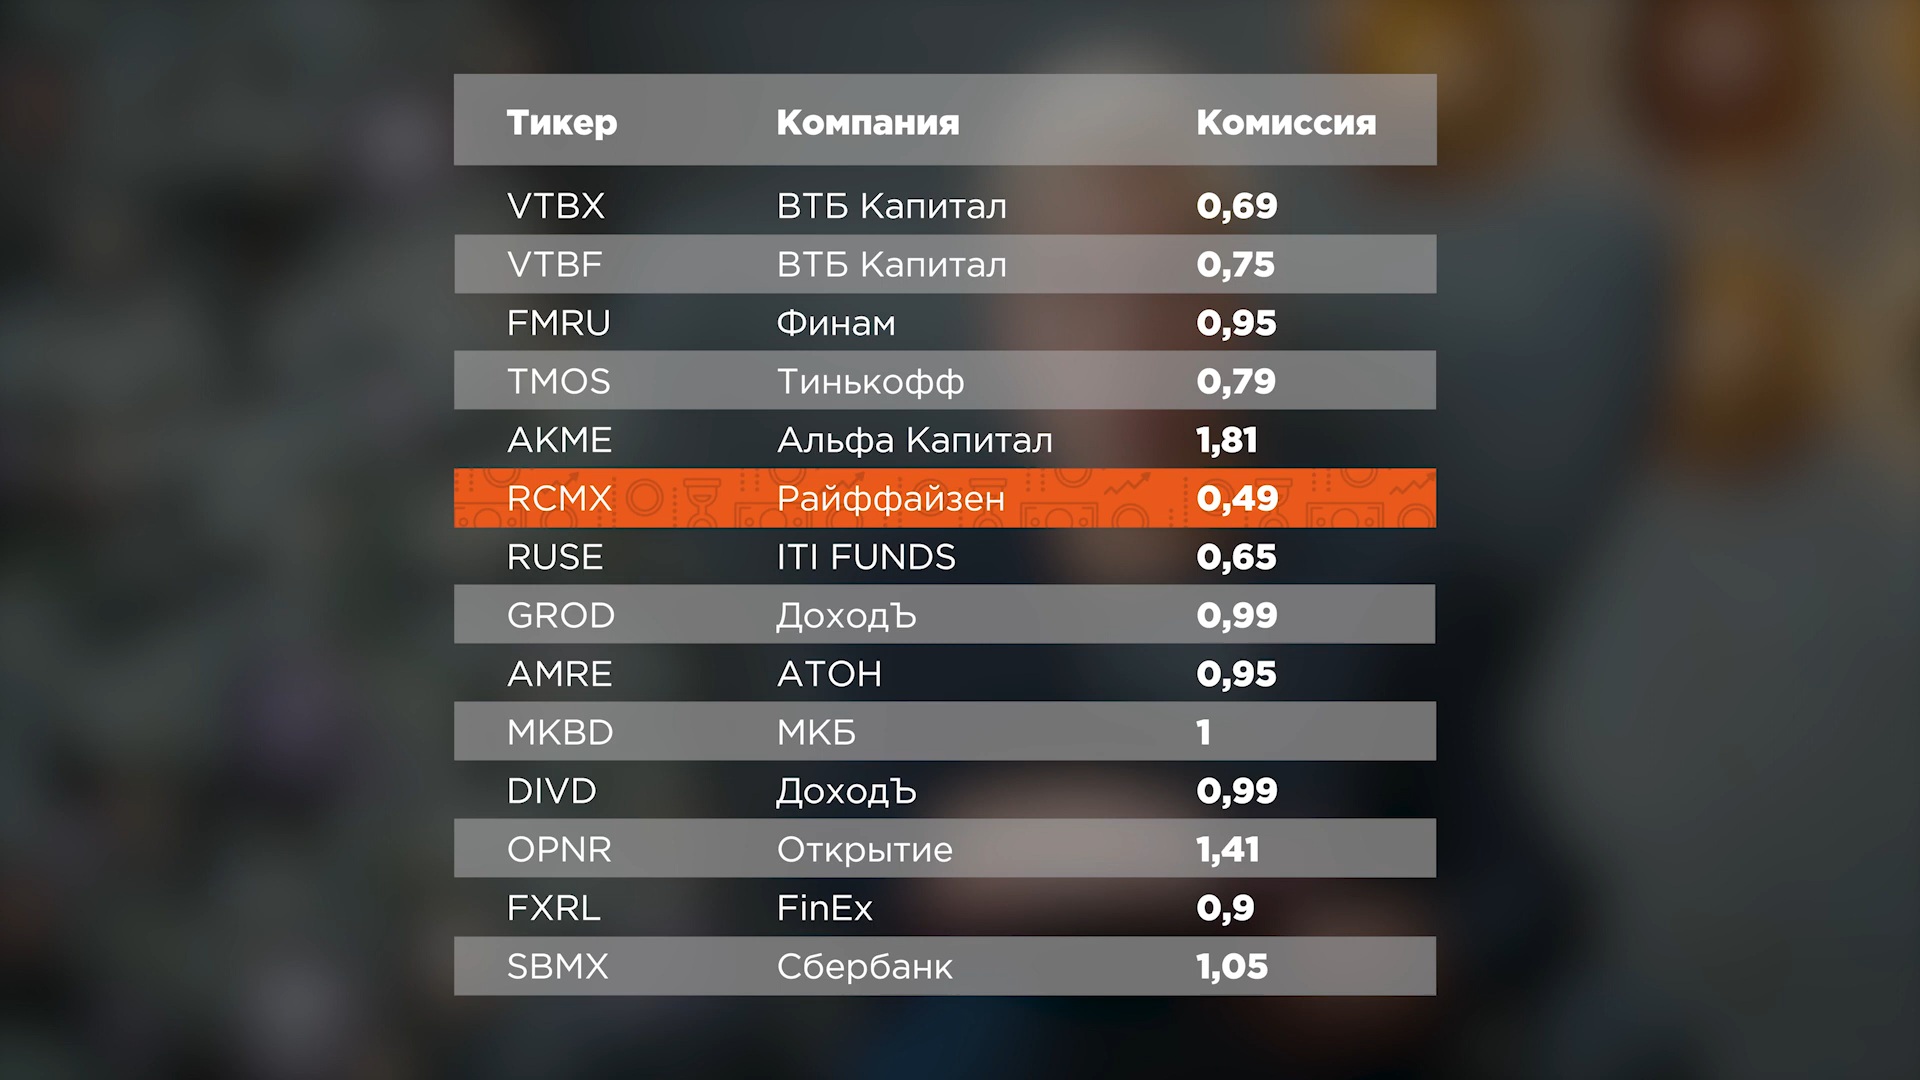 Тикер Компания Комиссия
VTBX ВТБ Капитал 0,69
VTBF ВТБ Капитал 0,75
FMRU Финам 0,95
TMOS Тинькофф 0,79
AKME Альфа Капитал 1,81
RCMX Райффайзен 0,49
RUSE ITI FUNDS 0,65
GROD ДоходЪ 0,99
AMRE АТОН 0,95
MKBD МКБ 1
DIVD ДоходЪ 0,99
OPNR Открытие 1,41
FXRL FinEx 0,9
SBMX Сбербанк 1,05